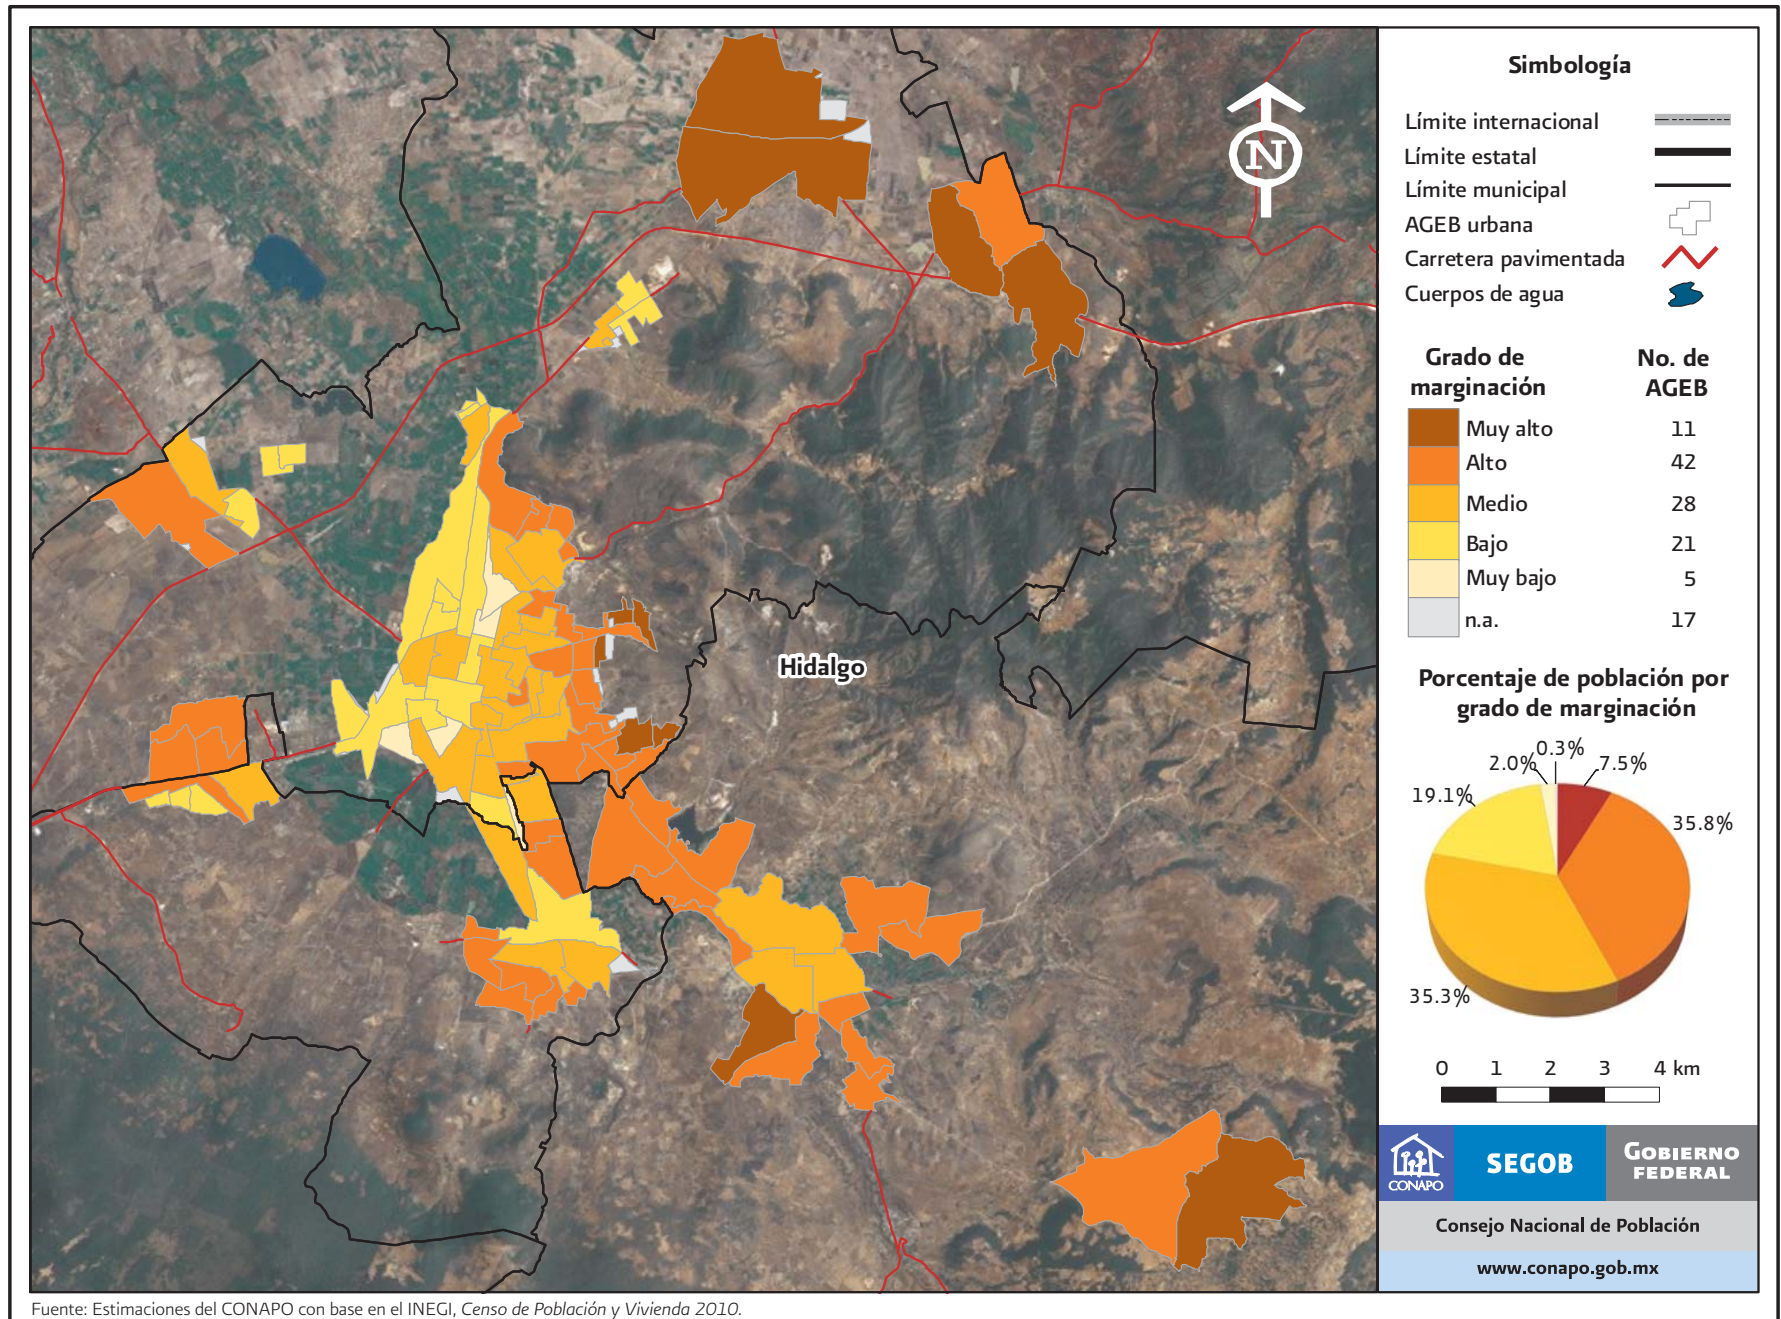 N
Hidalgo
Simbología
Límite internacional
Límite estatal
Límite municipal
AGEB urbana
Carretera pavimentada
Cuerpos de agua
Grado de marginación No. de AGEB
Muy alto 11
Alto 42
Medio 28
Bajo 21
Muy bajo 5
n.a. 17
Porcentaje de población por
grado de marginación
0.3%
2.0% 7.5%
19.1%
35.8%
35.3%
0 1 2 3 4 km
CONAPO
SEGOB
GOBIERNO
FEDERAL
Consejo Nacional de Población
www.conapo.gob.mx
Fuente: Estimaciones del CONAPO con base en el INEGI, Censo de Población y Vivienda 2010.